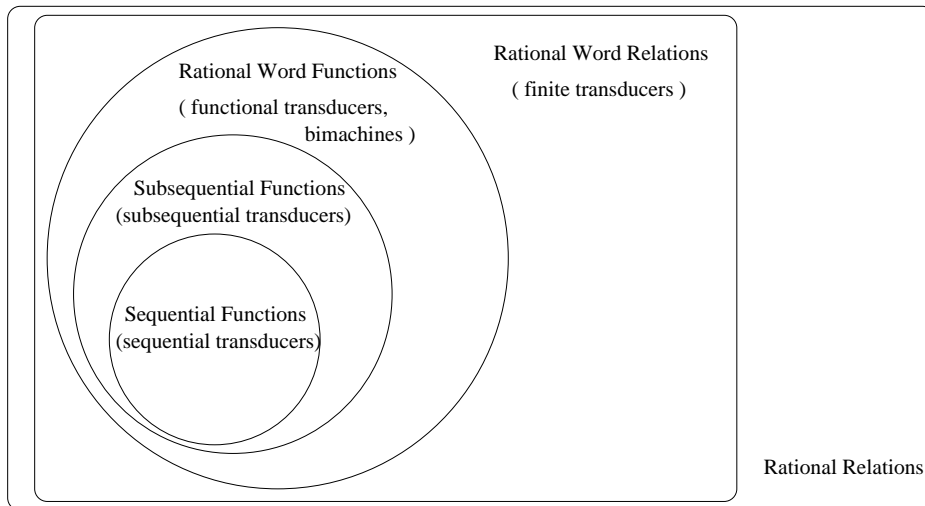 Rational Word Relations
( finite transducers )
Rational Word Functions
( functional transducers,
bimachines )
Subsequential Functions
(subsequential transducers)
Sequential Functions
(sequential transducers)
Rational Relations